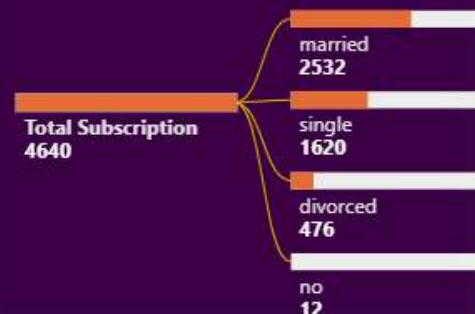 married
2532
Total Subscription
4640
single
1620
divorced
476
no
12